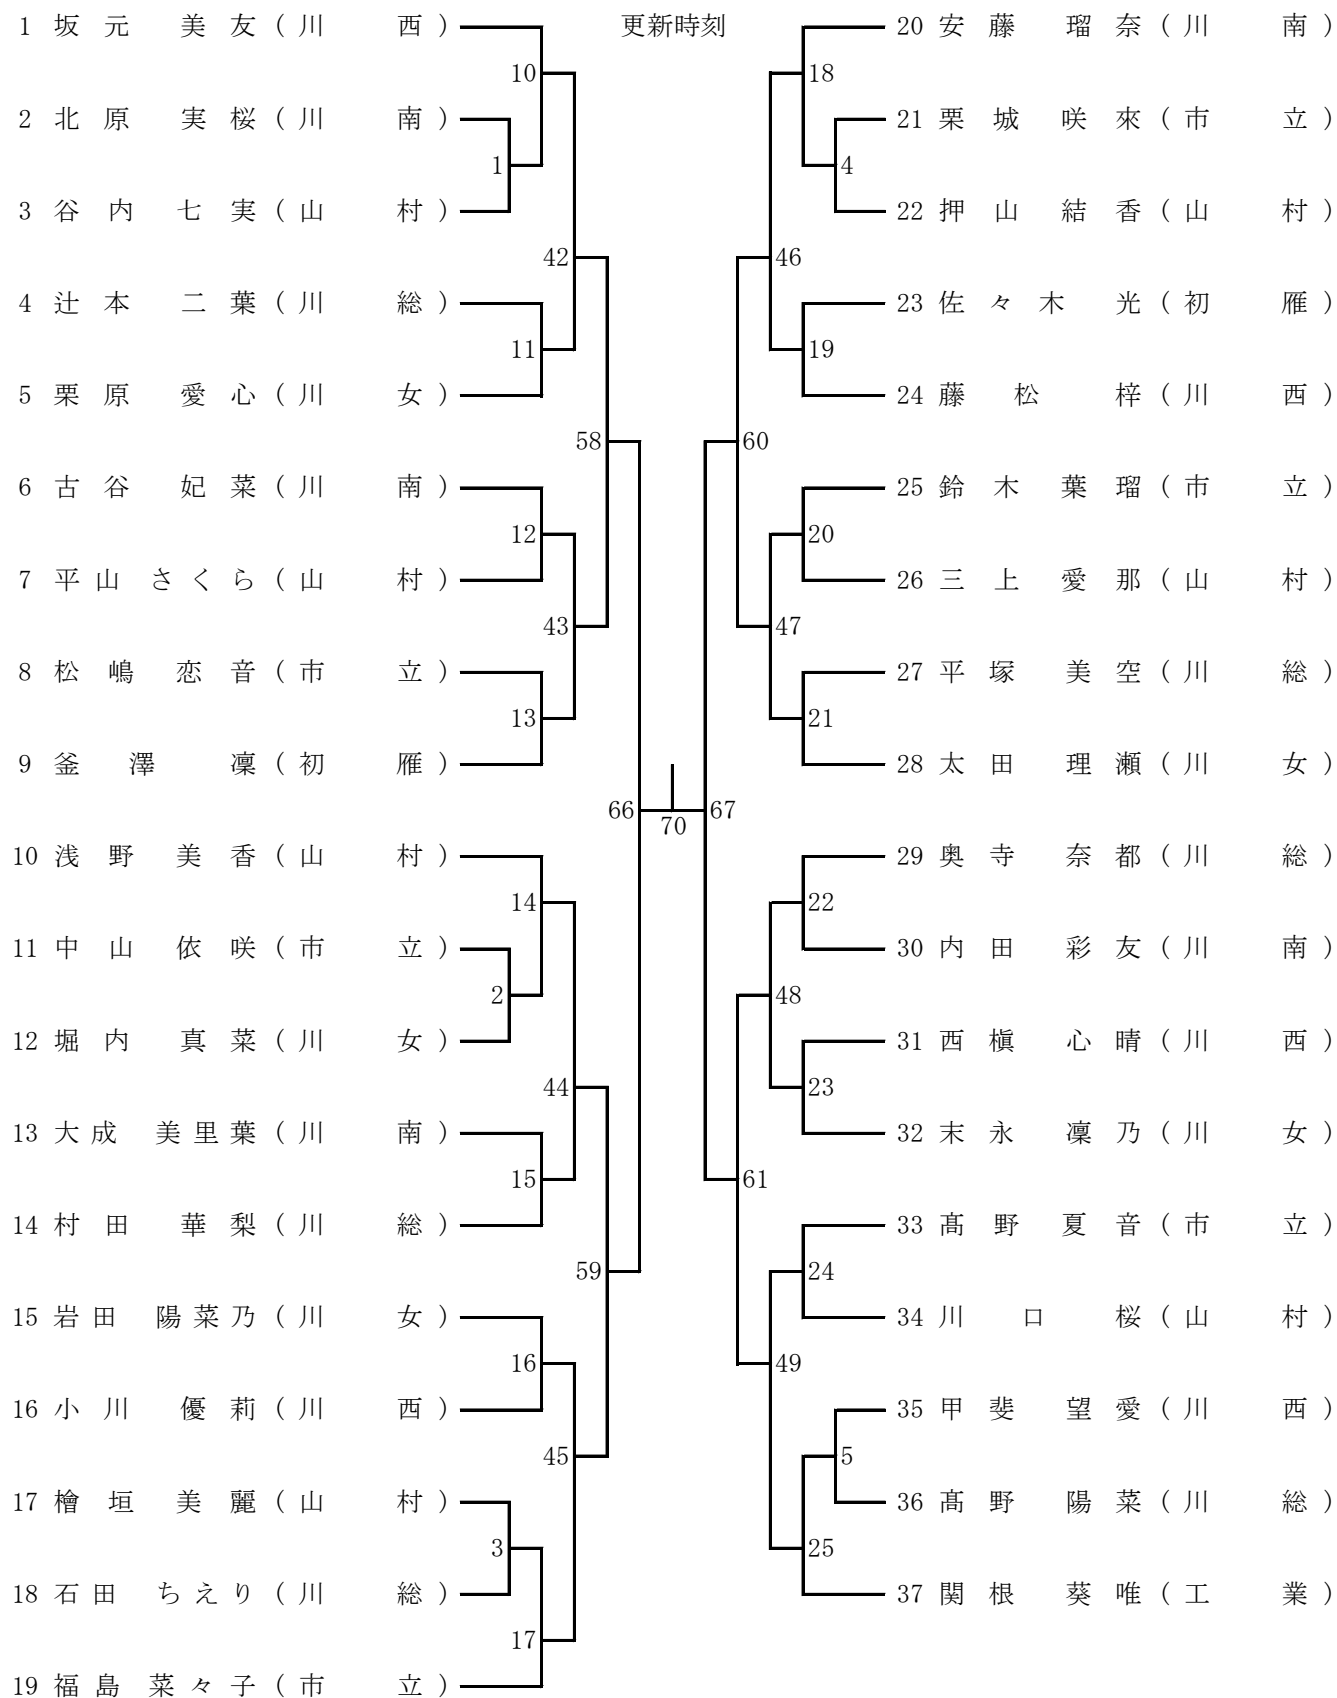 更新時刻
1 坂元 美友 (川西)
10
2 北原 実桜 (川南)
1
3 谷内 七実 (山村)
42
4 辻本 二葉 (川総)
11
5 栗原 愛心 (川女)
58
6 古谷 妃菜 (川南)
12
7 平山 さくら (山村)
43
8 松嶋 恋音 (市立)
13
9 釜澤 凜 (初雁)
66
10 浅野 美香 (山村)
14
11 中山 依咲 (市立)
2
12 堀内 真菜 (川女)
44
13 大成 美里葉 (川南)
15
14 村田 華梨 (川総)
59
15 岩田 陽菜乃 (川女)
16
16 小川 優莉 (川西)
45
17 檜垣 美麗 (山村)
3
18 石田 ちえり (川総)
17
19 福島 菜々子 (市立)
70
20 安藤 瑠奈 (川南)
18
21 栗城 咲來 (市立)
4
22 押山 結香 (山村)
46
23 佐々木 光 (初雁)
19
24 藤松 梓 (川西)
60
25 鈴木 葉瑠 (市立)
20
26 三上 愛那 (山村)
47
27 平塚 美空 (川総)
21
28 太田 理瀬 (川女)
67
29 奥寺 奈都 (川総)
22
30 内田 彩友 (川南)
48
31 西槇 心晴 (川西)
23
32 末永 凜乃 (川女)
61
33 髙野 夏音 (市立)
24
34 川口 桜 (山村)
49
35 甲斐 望愛 (川西)
5
36 髙野 陽菜 (川総)
25
37 関根 葵唯 (工業)